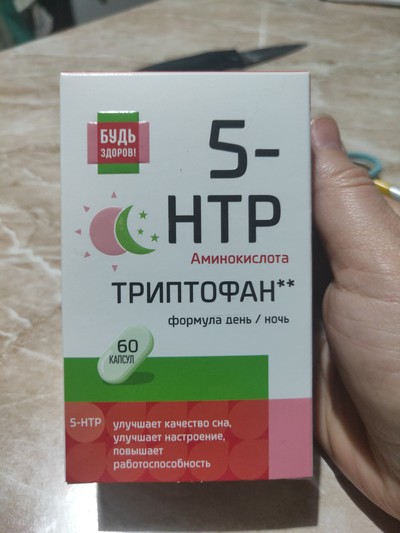 БУДЬ
ЗДОРОВ!
5-
HTP
Аминокислота
ТРИПТОФАН**
формула день / ночь
60
КАПСУЛ
5-HTP
улучшает качество сна,
улучшает настроение,
повышает
работоспособность